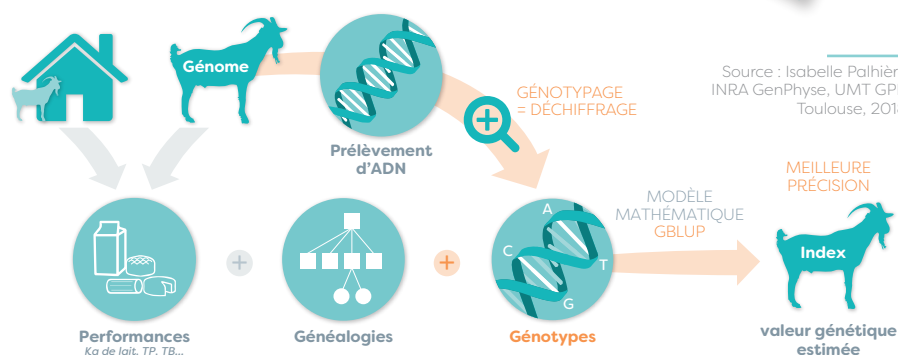 Génome
GÉNOTYPAGE
= DÉCHIFFRAGE
Source : Isabelle Palhièr
INRA GenPhyse, UMT GP
Toulouse, 201
Prélèvement
d'ADN
MODÈLE
MATHÉMATIQUE
GBLUP
MEILLEURE
PRÉCISION
A
C
T
G
Index
Performances
Kg de lait, TP, TB...
Généalogies
Génotypes
valeur génétique
estimée